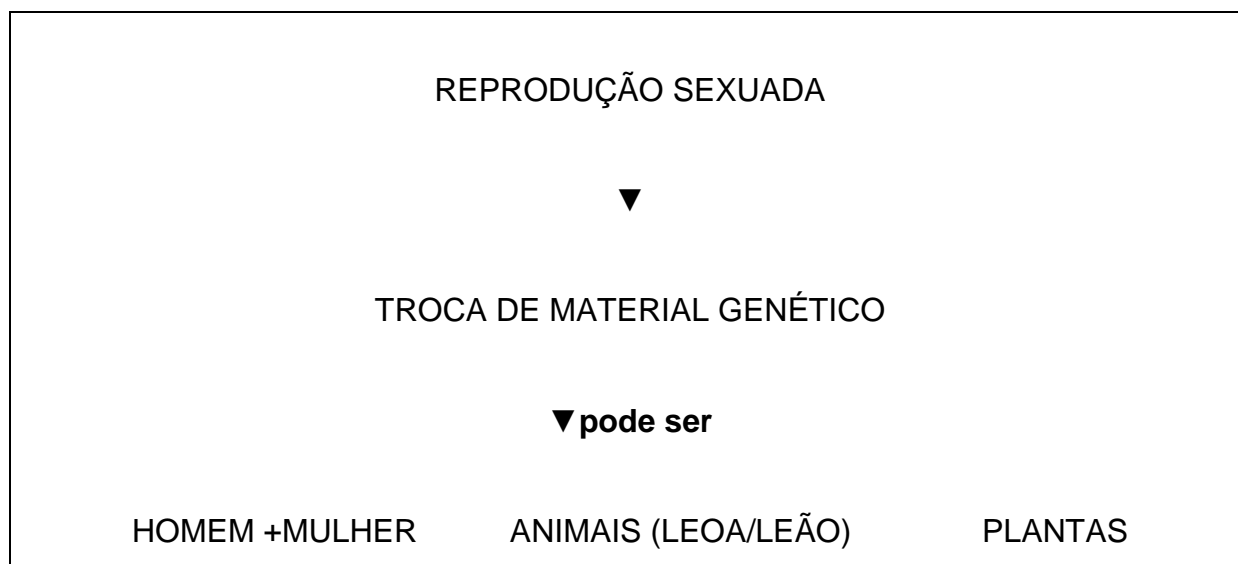 REPRODUÇÃO SEXUADA
▼
TROCA DE MATERIAL GENÉTICO
▼pode ser
HOMEM +MULHER ANIMAIS (LEOA/LEÃO) PLANTAS